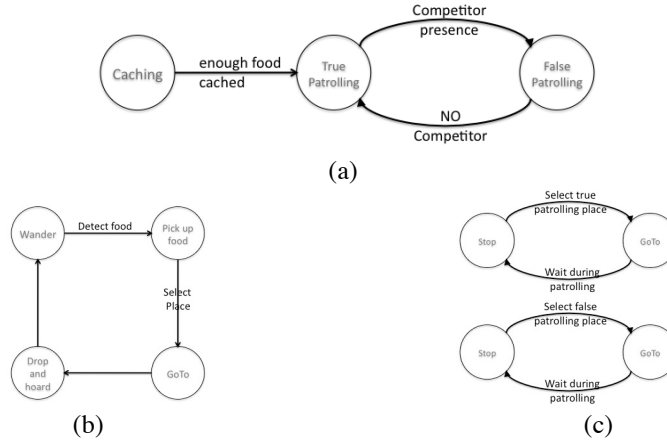 Competitor
presence
enough food
cached
Caching
True
Patrolling
False
Patrolling
NO
Competitor
(a)
Wander
Detect food
Pick up
food
Select
Place
Drop
and
hoard
GoTo
(b)
Select true
patrolling place
Stop
GoTo
Wait during
patrolling
Select false
patrolling place
Stop
GoTo
Wait during
patrolling
(c)